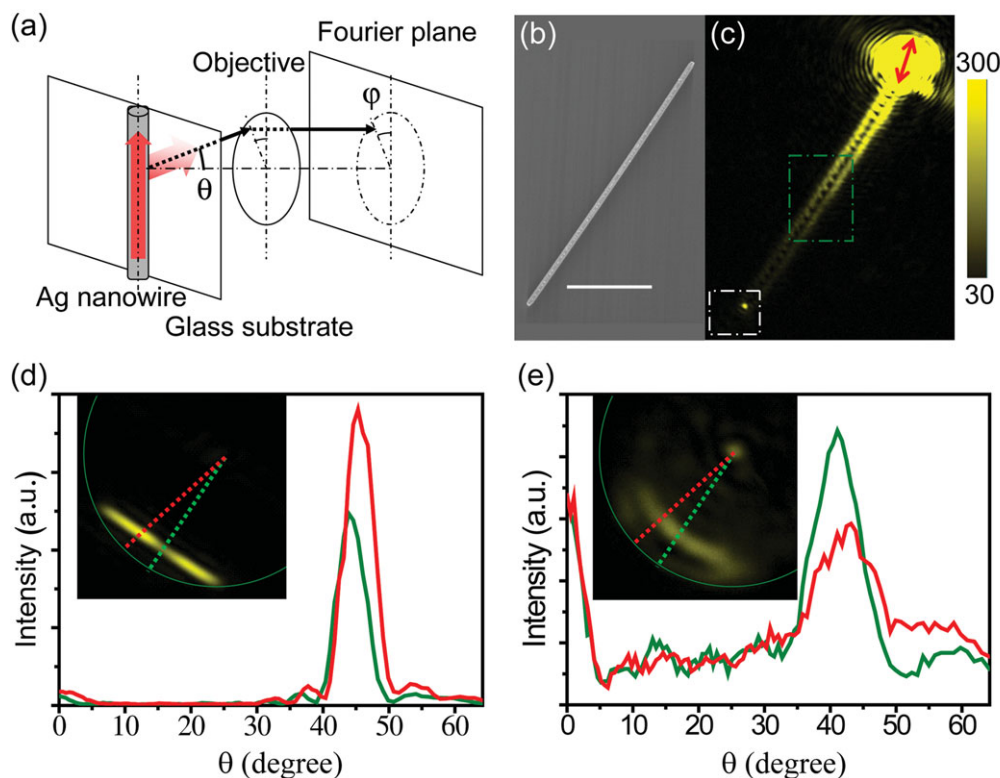 (a)
Fourier plane
Objective
φ
θ
Ag nanowire
Glass substrate
(b)
(c)
300
30
(d)
Intensity (a.u.)
0 10 20 30 40 50 60
θ (degree)
(e)
Intensity (a.u.)
0 10 20 30 40 50 60
θ (degree)